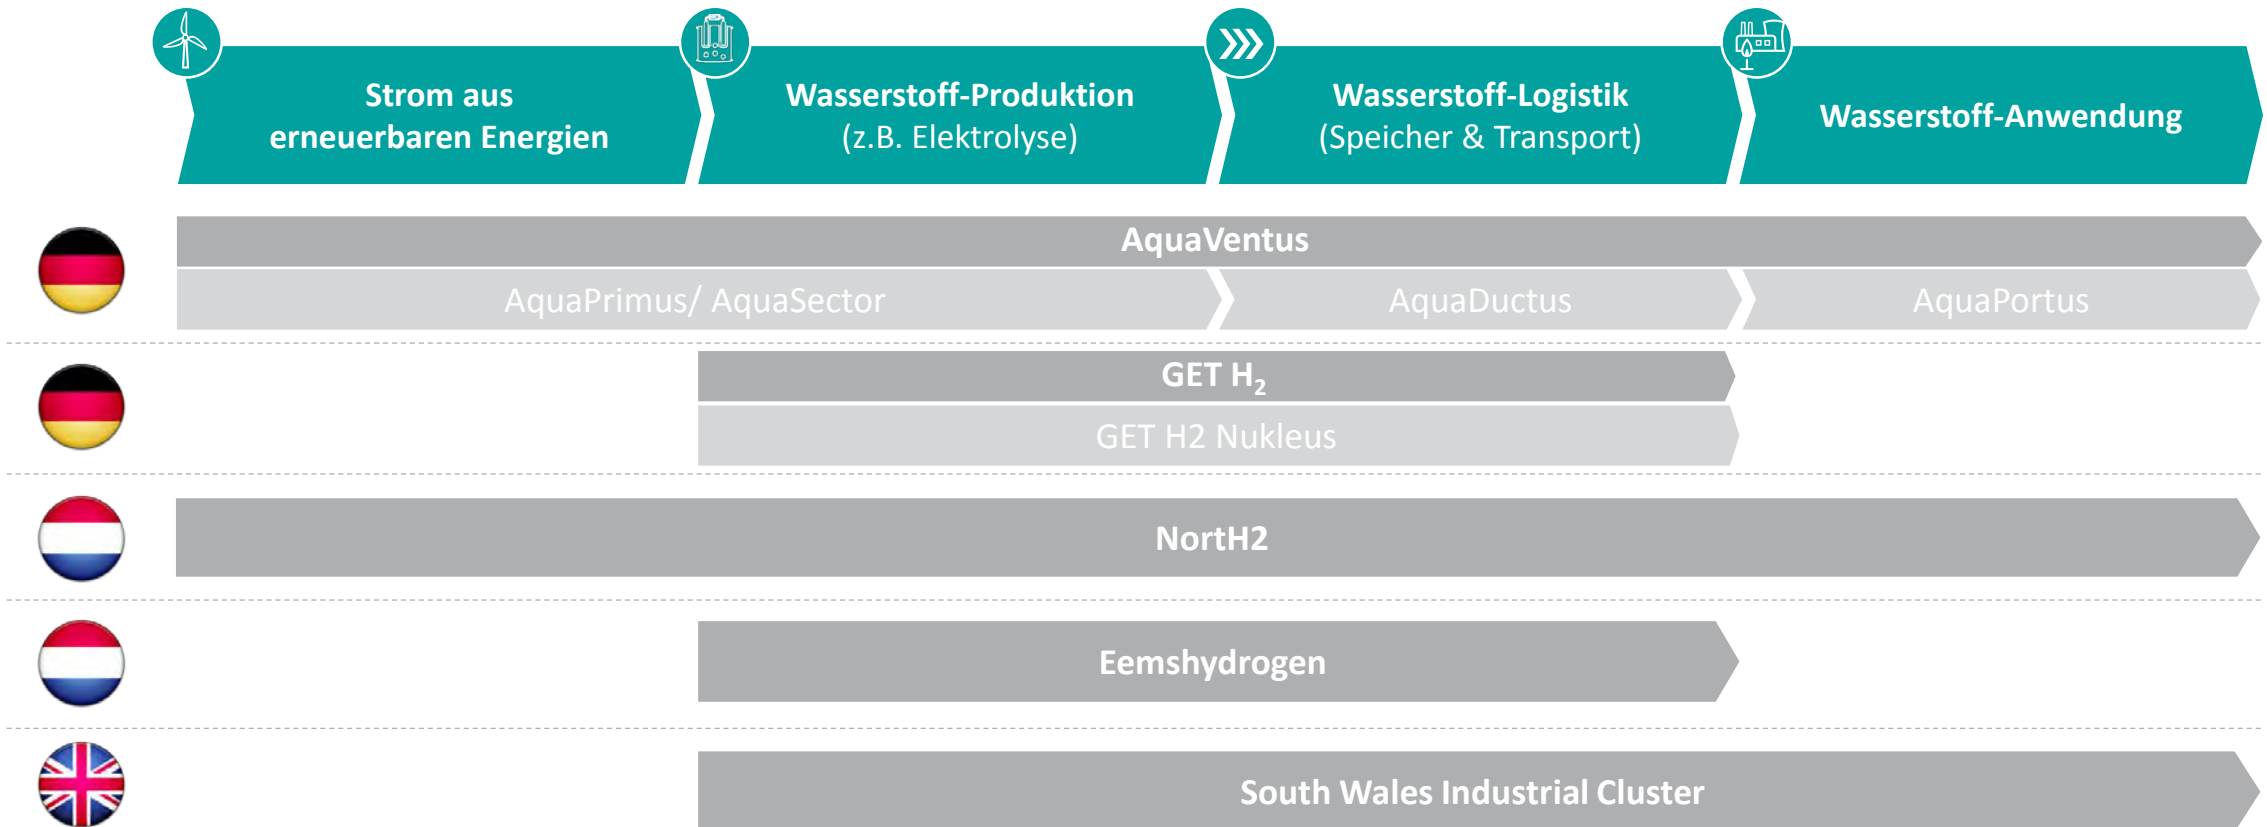 Strom aus
erneuerbaren Energien
Wasserstoff-Produktion
(z.B. Elektrolyse)
Wasserstoff-Logistik
(Speicher & Transport)
Wasserstoff-Anwendung
AquaVentus
AquaPrimus/ AquaSector
AquaDuctus
AquaPortus
GET H₂
GET H2 Nukleus
NortH2
Eemshydrogen
South Wales Industrial Cluster